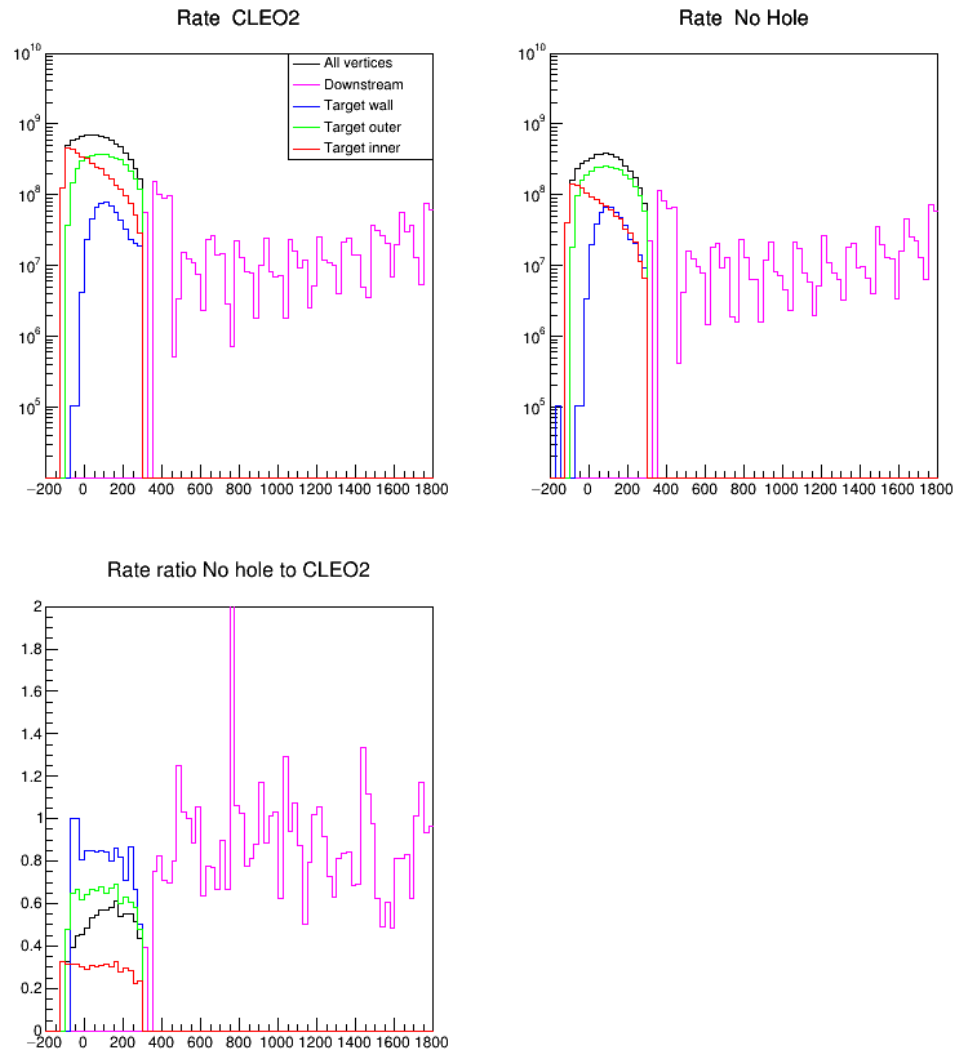 Rate  CLEO2
10^10
10^9
10^8
10^7
10^6
10^5
−200 0 200 400 600 800 1000 1200 1400 1600 1800
All vertices
Downstream
Target wall
Target outer
Target inner
Rate  No Hole
10^10
10^9
10^8
10^7
10^6
10^5
−200 0 200 400 600 800 1000 1200 1400 1600 1800
Rate ratio No hole to CLEO2
2
1.8
1.6
1.4
1.2
1
0.8
0.6
0.4
0.2
0
−200 0 200 400 600 800 1000 1200 1400 1600 1800